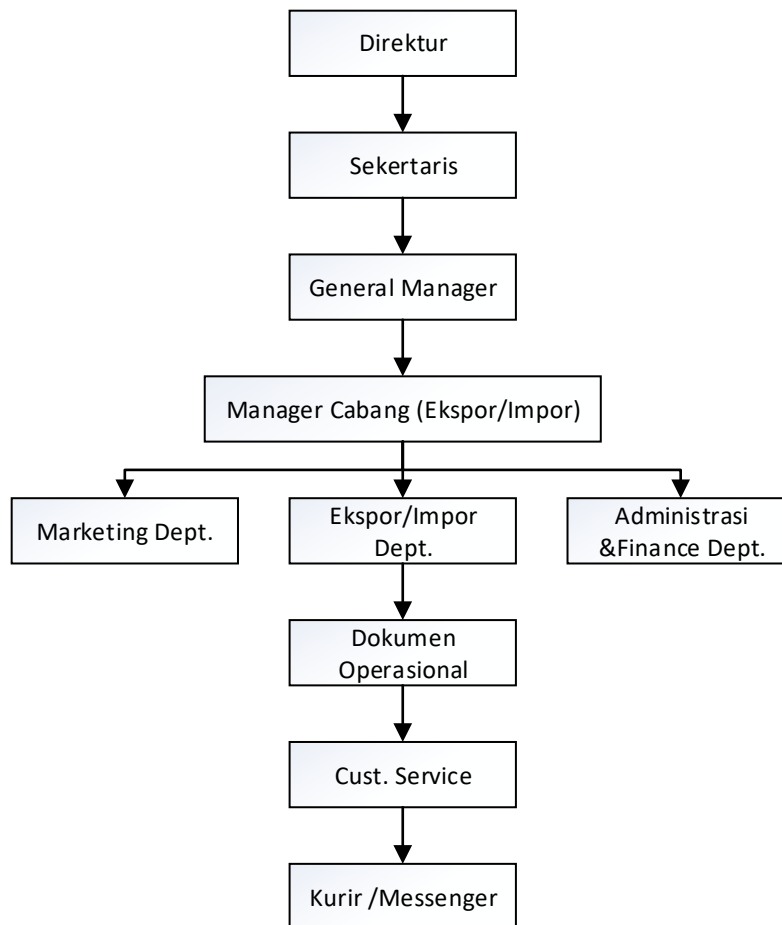 Direktur
Sekertaris
General Manager
Manager Cabang (Ekspor/Impor)
Marketing Dept.
Ekspor/Impor
Dept.
Administrasi
&Finance Dept.
Dokumen
Operasional
Cust. Service
Kurir /Messenger